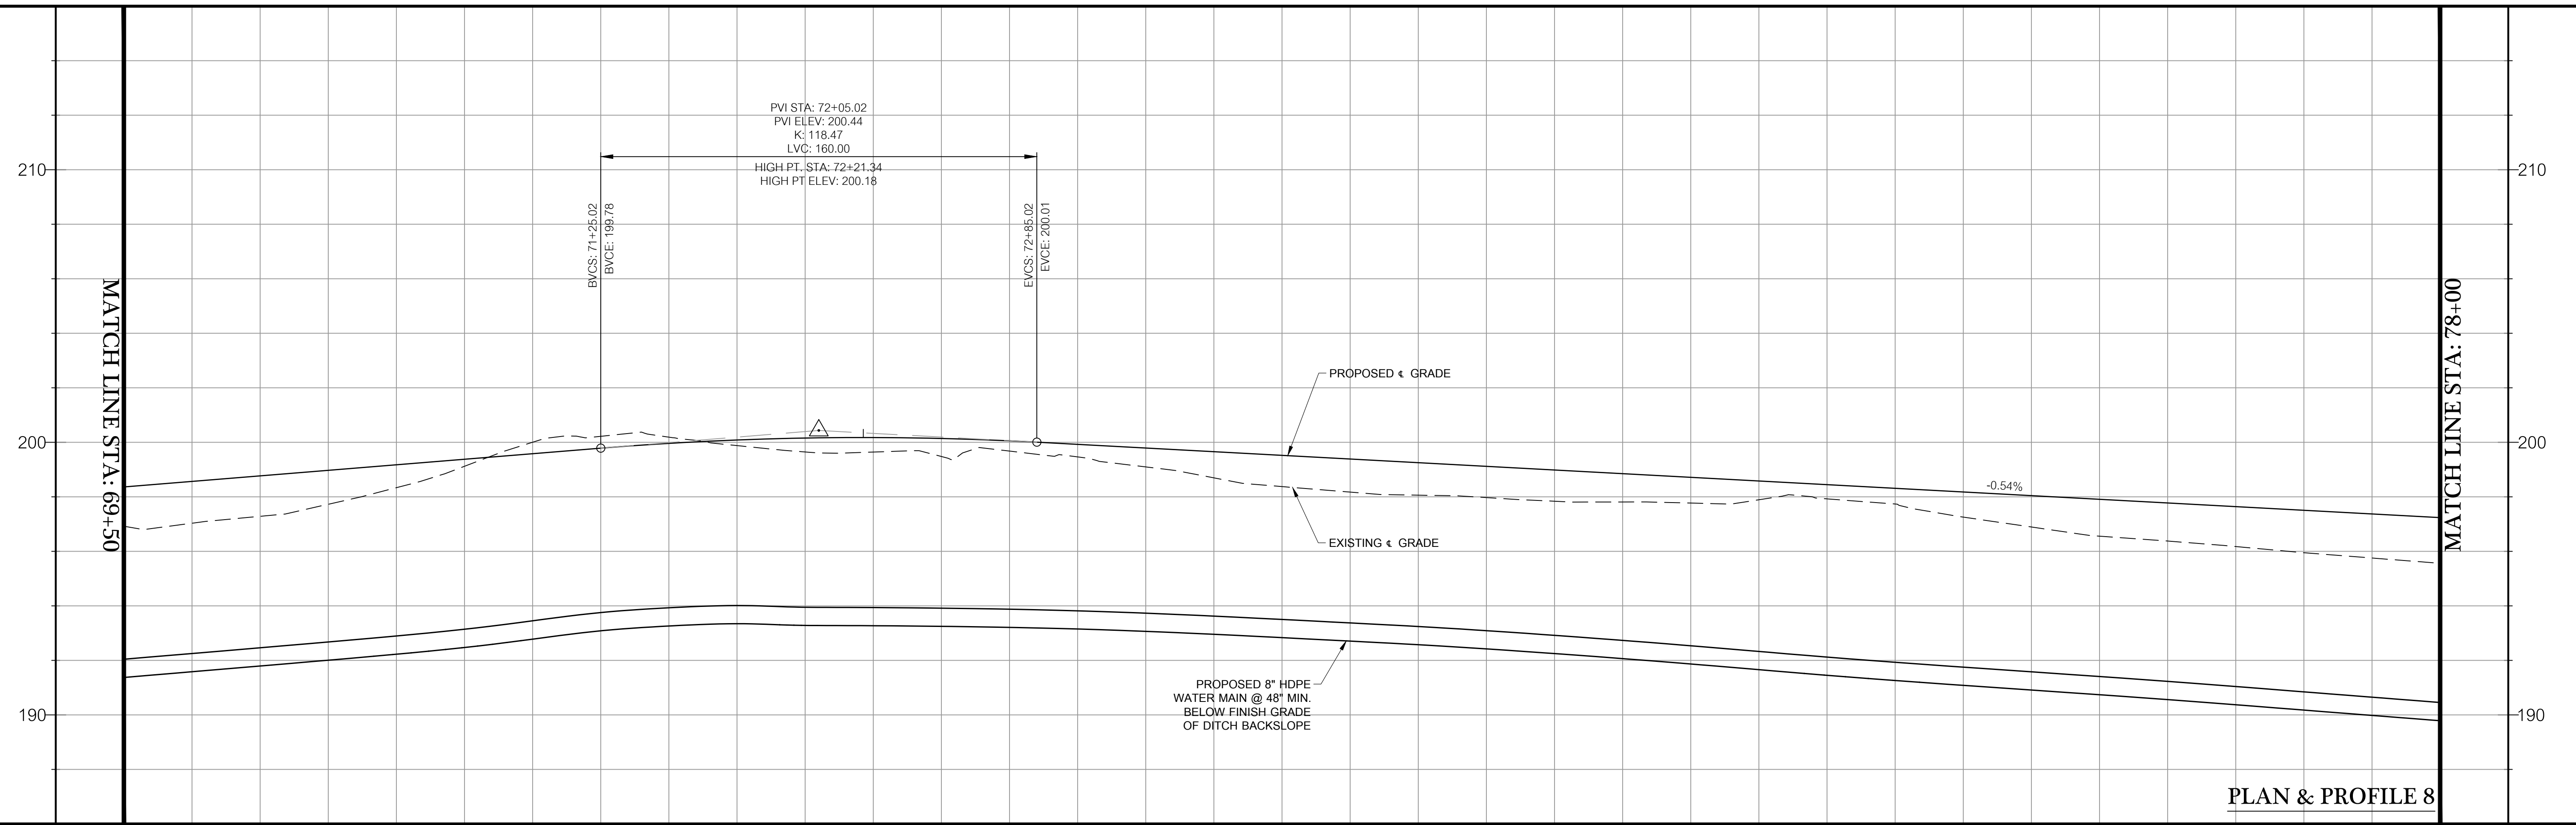 PVI STA: 72+05.02
PVI ELEV: 200.44
K: 118.47
LVC: 160.00
HIGH PT. STA: 72+21.34
HIGH PT ELEV: 200.18
210
210
BVCS: 71+25.02
BVCE: 199.78
EVCS: 72+85.02
EVCE: 200.01
MATCH LINE STA: 69+50
MATCH LINE STA: 78+00
PROPOSED ℄ GRADE
200
200
-0.54%
EXISTING ℄ GRADE
PROPOSED 8" HDPE
WATER MAIN @ 48" MIN.
BELOW FINISH GRADE
OF DITCH BACKSLOPE
190
190
PLAN & PROFILE 8